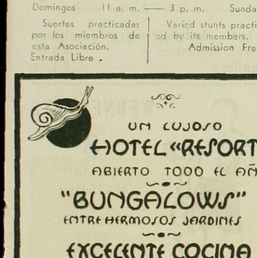 Domingos 11 a. m. — 3 p. m. Sunda
Suertes practicadas
por los miembros de
esta Asociación.
Entrada Libre.
Varied stunts practi
ed by its members.
Admission Fre
UN LUJOSO
HOTEL «RESORT
ABIERTO TODO EL AÑ
"BUNGALOWS"
ENTRE HERMOSOS JARDINES
EXCELENTE COCINA